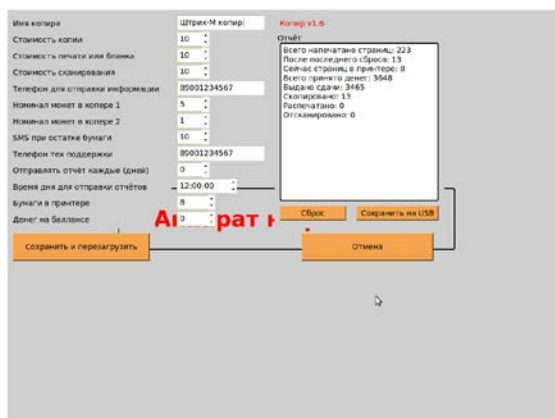 Имя копира Штрих-М копир
Стоимость копии 10
Стоимость печати или бланка 10
Стоимость сканирования 10
Телефон для отправки информации 89001234567
Номинал монет в копере 1 5
Номинал монет в копере 2 1
SMS при остатке бумаги 10
Телефон тех поддержки 89001234567
Отправлять отчёт каждые (дней) 0
Время дня для отправки отчётов 12:00:00
Бумаги в принтере 8
Денег на баллансе 0
Копир v1.6
Отчёт
Всего напечатано страниц: 223
После последнего сброса: 13
Сейчас страниц в принтере: 8
Всего принято денег: 3648
Выдано сдачи: 3465
Скопировано: 13
Распечатано: 0
Отсканировано: 0
Сброс Сохранить на USB
Сохранить и перезагрузить Отмена